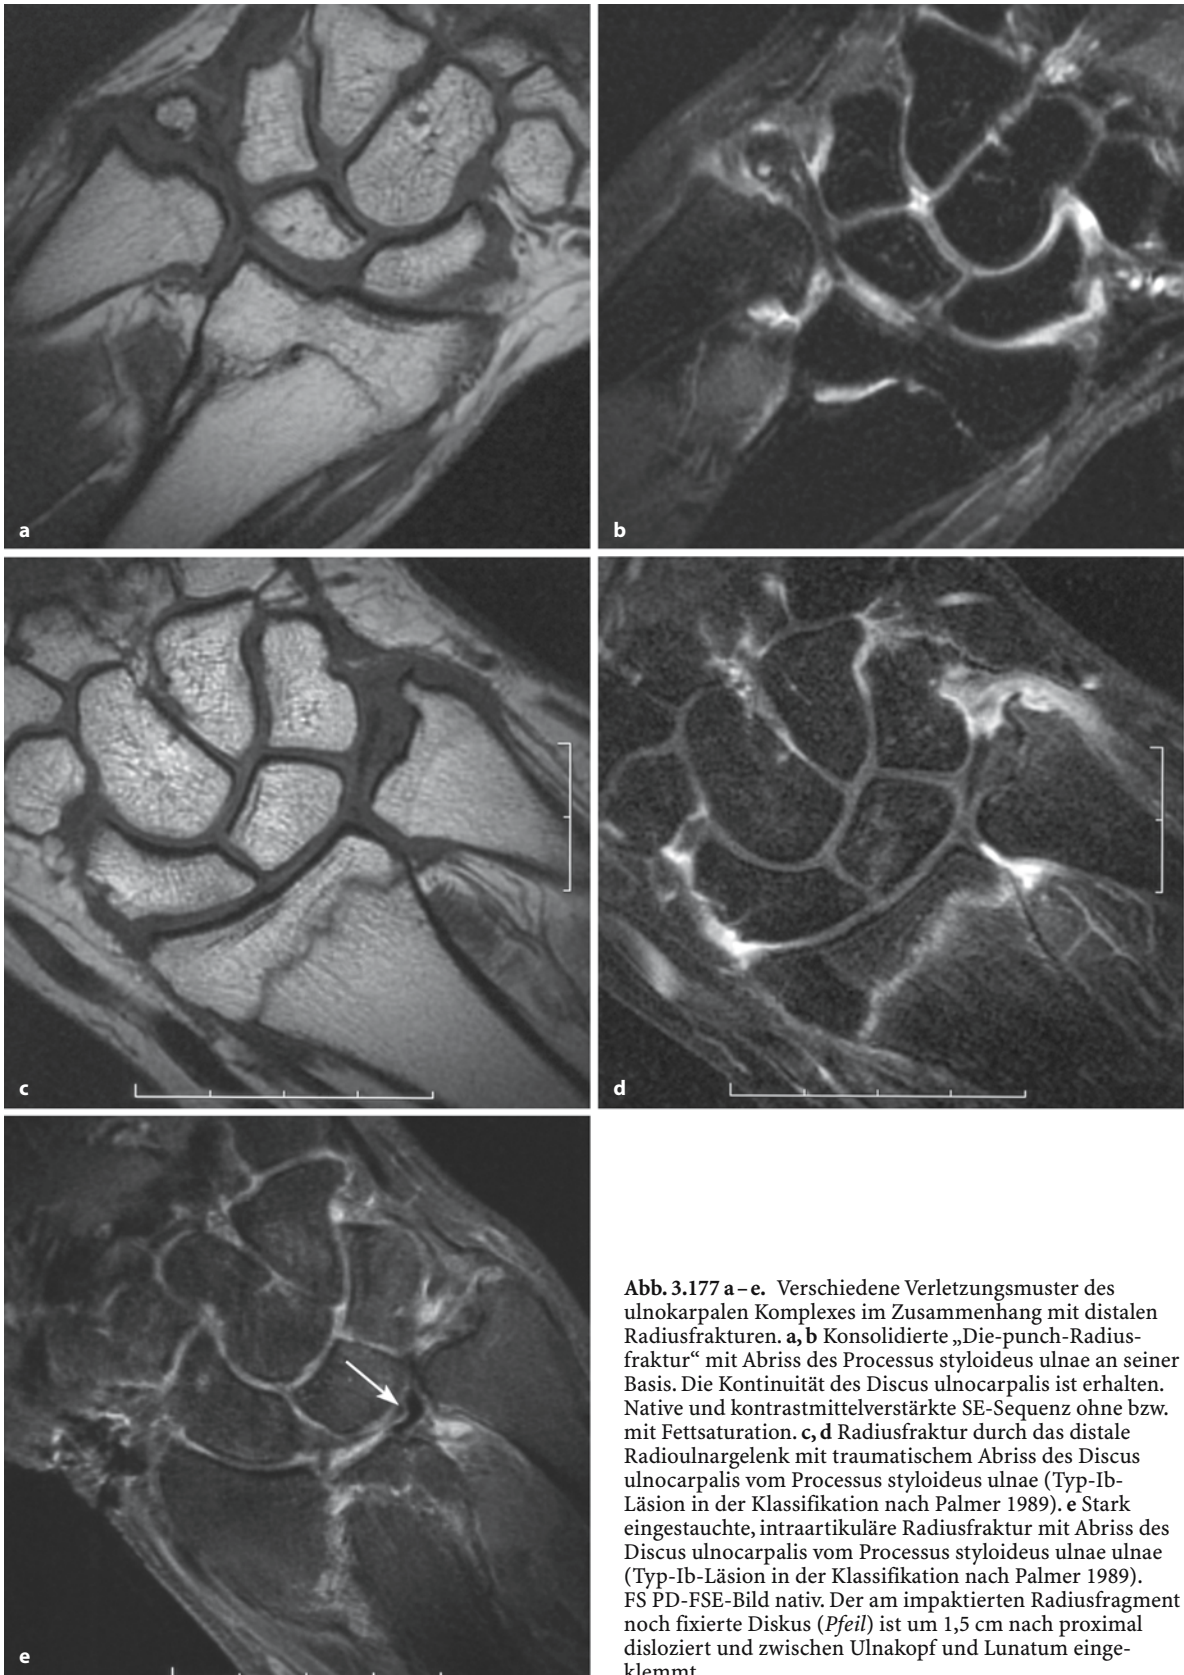 a
b
c
d
e
Abb. 3.177 a – e. Verschiedene Verletzungsmuster des
ulnokarpalen Komplexes im Zusammenhang mit distalen
Radiusfrakturen. a, b Konsolidierte „Die-punch-Radius-
fraktur“ mit Abriss des Processus styloideus ulnae an seiner
Basis. Die Kontinuität des Discus ulnocarpalis ist erhalten.
Native und kontrastmittelverstärkte SE-Sequenz ohne bzw.
mit Fettsaturation. c, d Radiusfraktur durch das distale
Radioulnargelenk mit traumatischem Abriss des Discus
ulnocarpalis vom Processus styloideus ulnae (Typ-Ib-
Läsion in der Klassifikation nach Palmer 1989). e Stark
eingestauchte, intraartikuläre Radiusfraktur mit Abriss des
Discus ulnocarpalis vom Processus styloideus ulnae ulnae
(Typ-Ib-Läsion in der Klassifikation nach Palmer 1989).
FS PD-FSE-Bild nativ. Der am impaktierten Radiusfragment
noch fixierte Diskus (Pfeil) ist um 1,5 cm nach proximal
disloziert und zwischen Ulnakopf und Lunatum einge-
klemmt